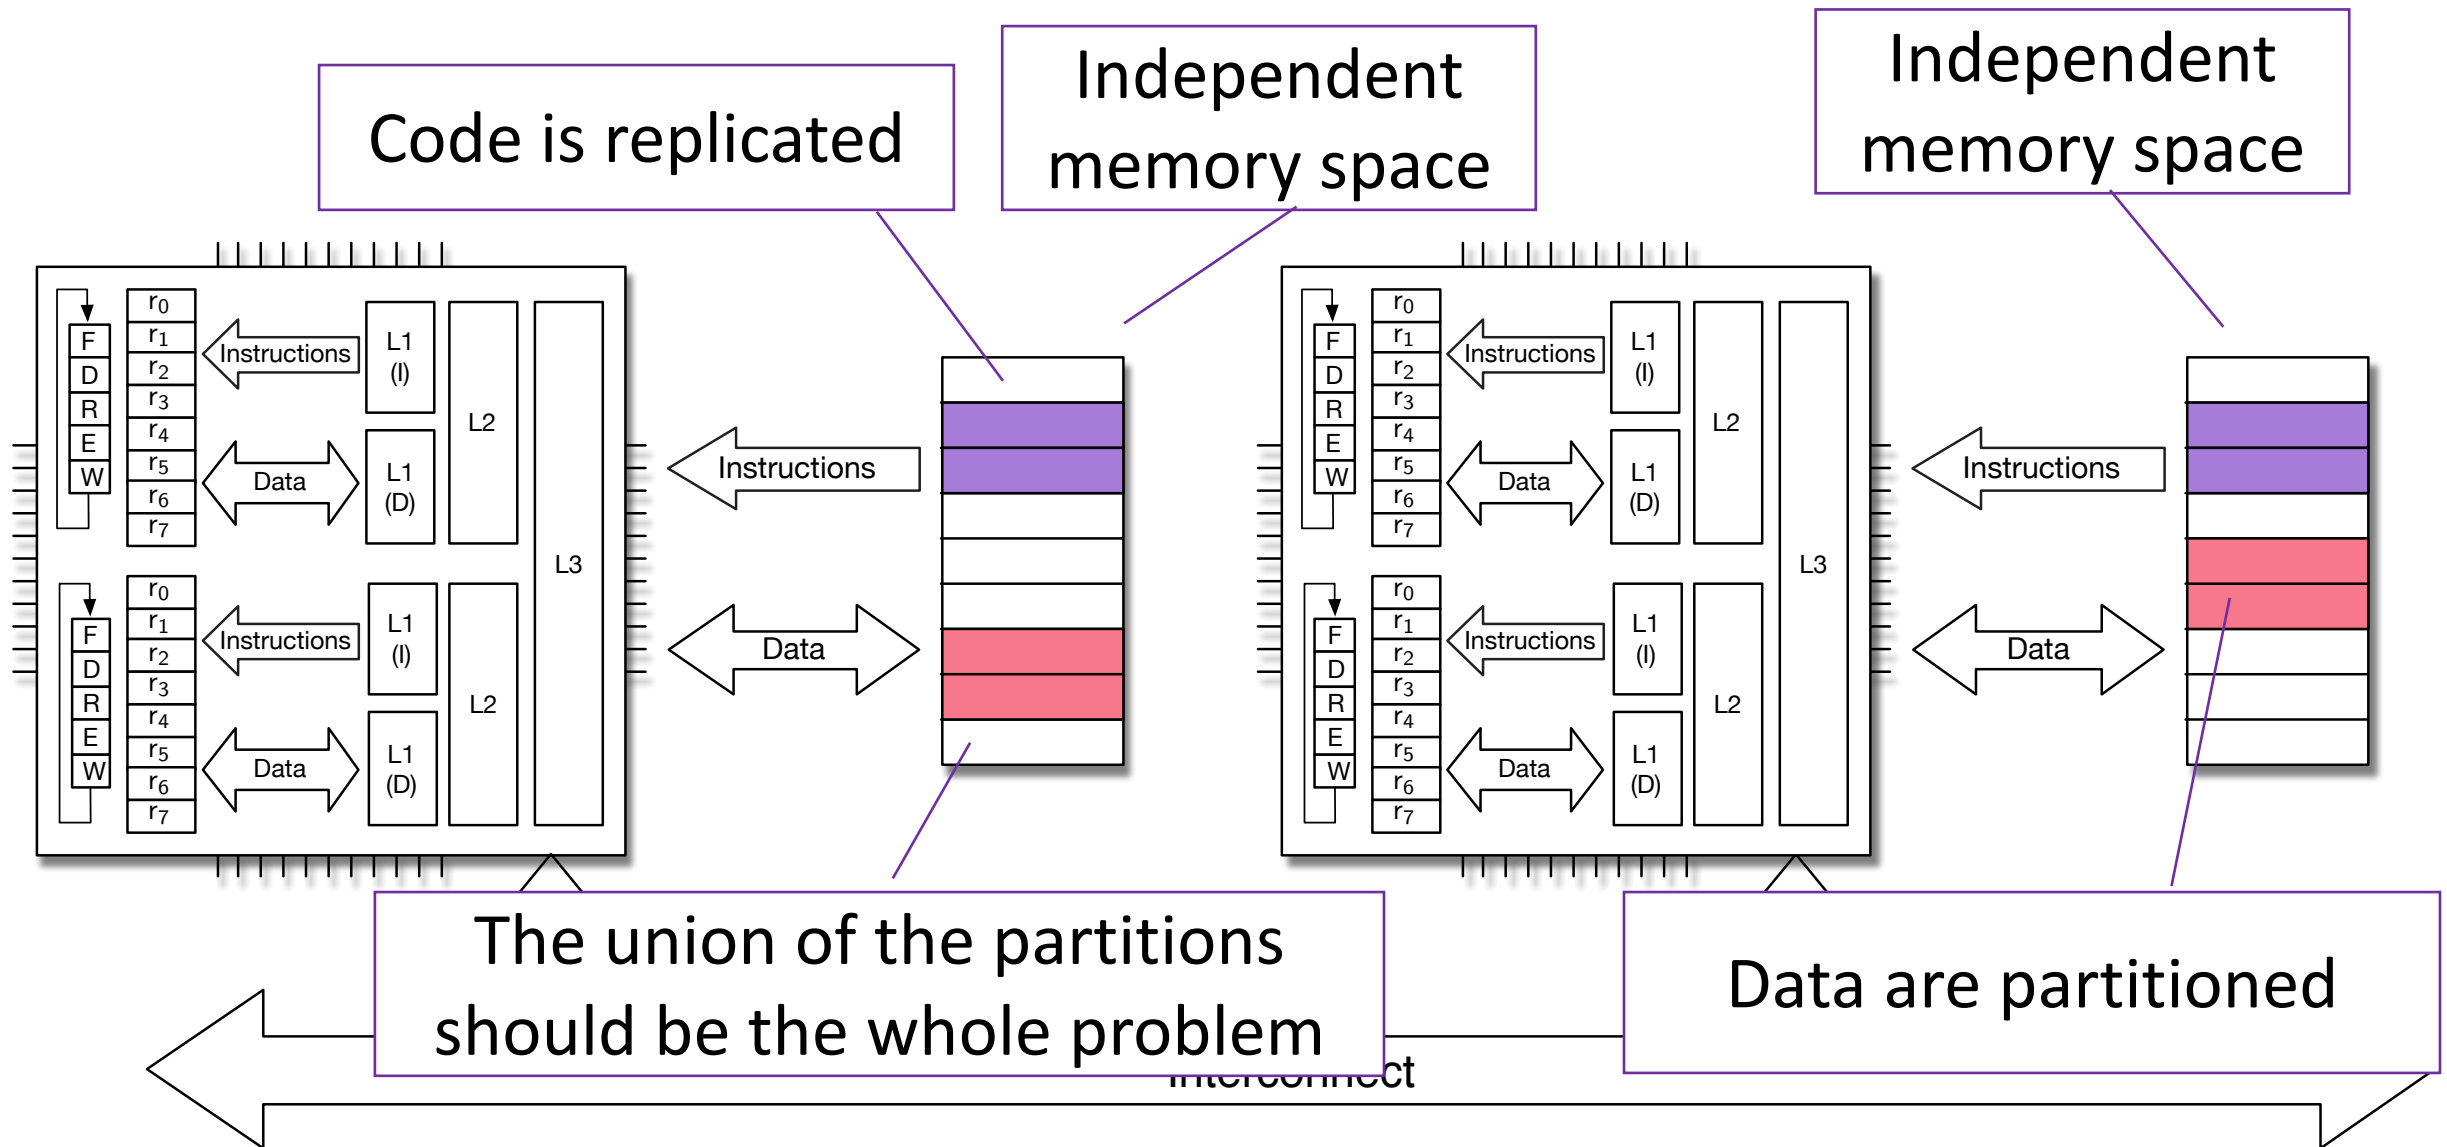 Code is replicated
Independent
memory space
Independent
memory space
F
D
R
E
W
r0
r1
r2
r3
r4
r5
r6
r7
Instructions
Data
L1
(I)
L1
(D)
L2
F
D
R
E
W
r0
r1
r2
r3
r4
r5
r6
r7
Instructions
Data
L1
(I)
L1
(D)
L2
L3
Instructions
Data
F
D
R
E
W
r0
r1
r2
r3
r4
r5
r6
r7
Instructions
Data
L1
(I)
L1
(D)
L2
F
D
R
E
W
r0
r1
r2
r3
r4
r5
r6
r7
Instructions
Data
L1
(I)
L1
(D)
L2
L3
Instructions
Data
The union of the partitions
should be the whole problem
Data are partitioned
Interconnect